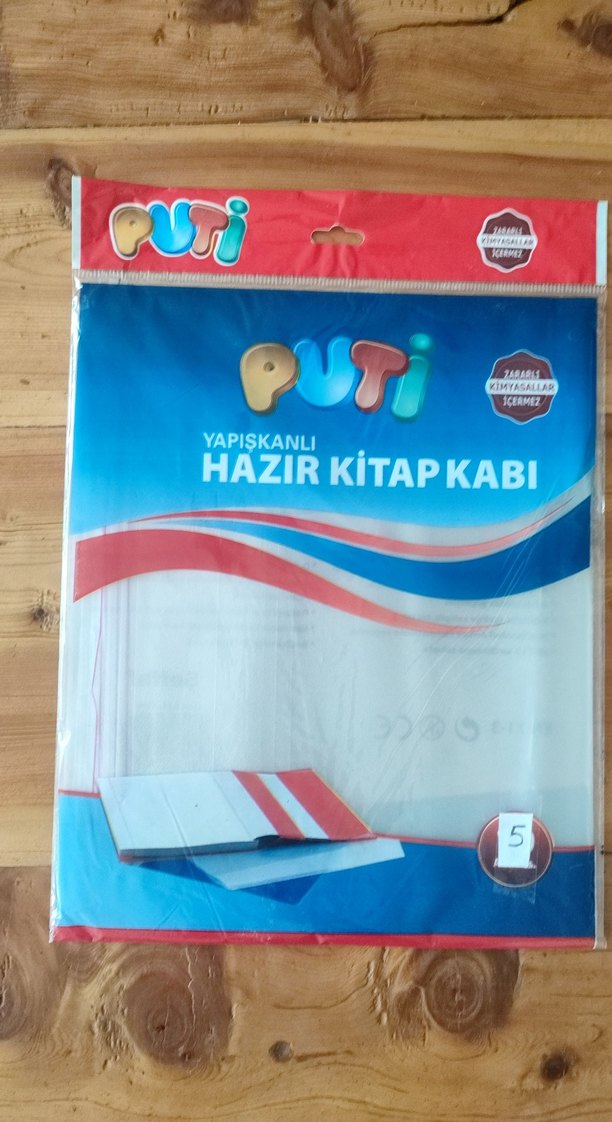 PUTi
ZARARLI
KİMYASALLAR
İÇERMEZ
PUTi
ZARARLI
KİMYASALLAR
İÇERMEZ
YAPIŞKANLI
HAZIR KİTAP KABI
5